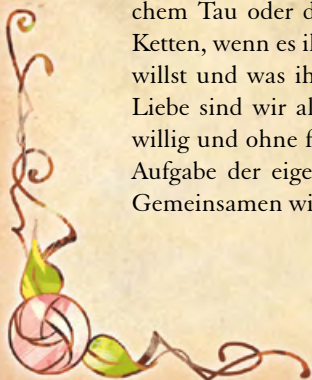 chem Tau oder d
Ketten, wenn es ih
willst und was ih
Liebe sind wir al
willig und ohne f
Aufgabe der eige
Gemeinsamen wi